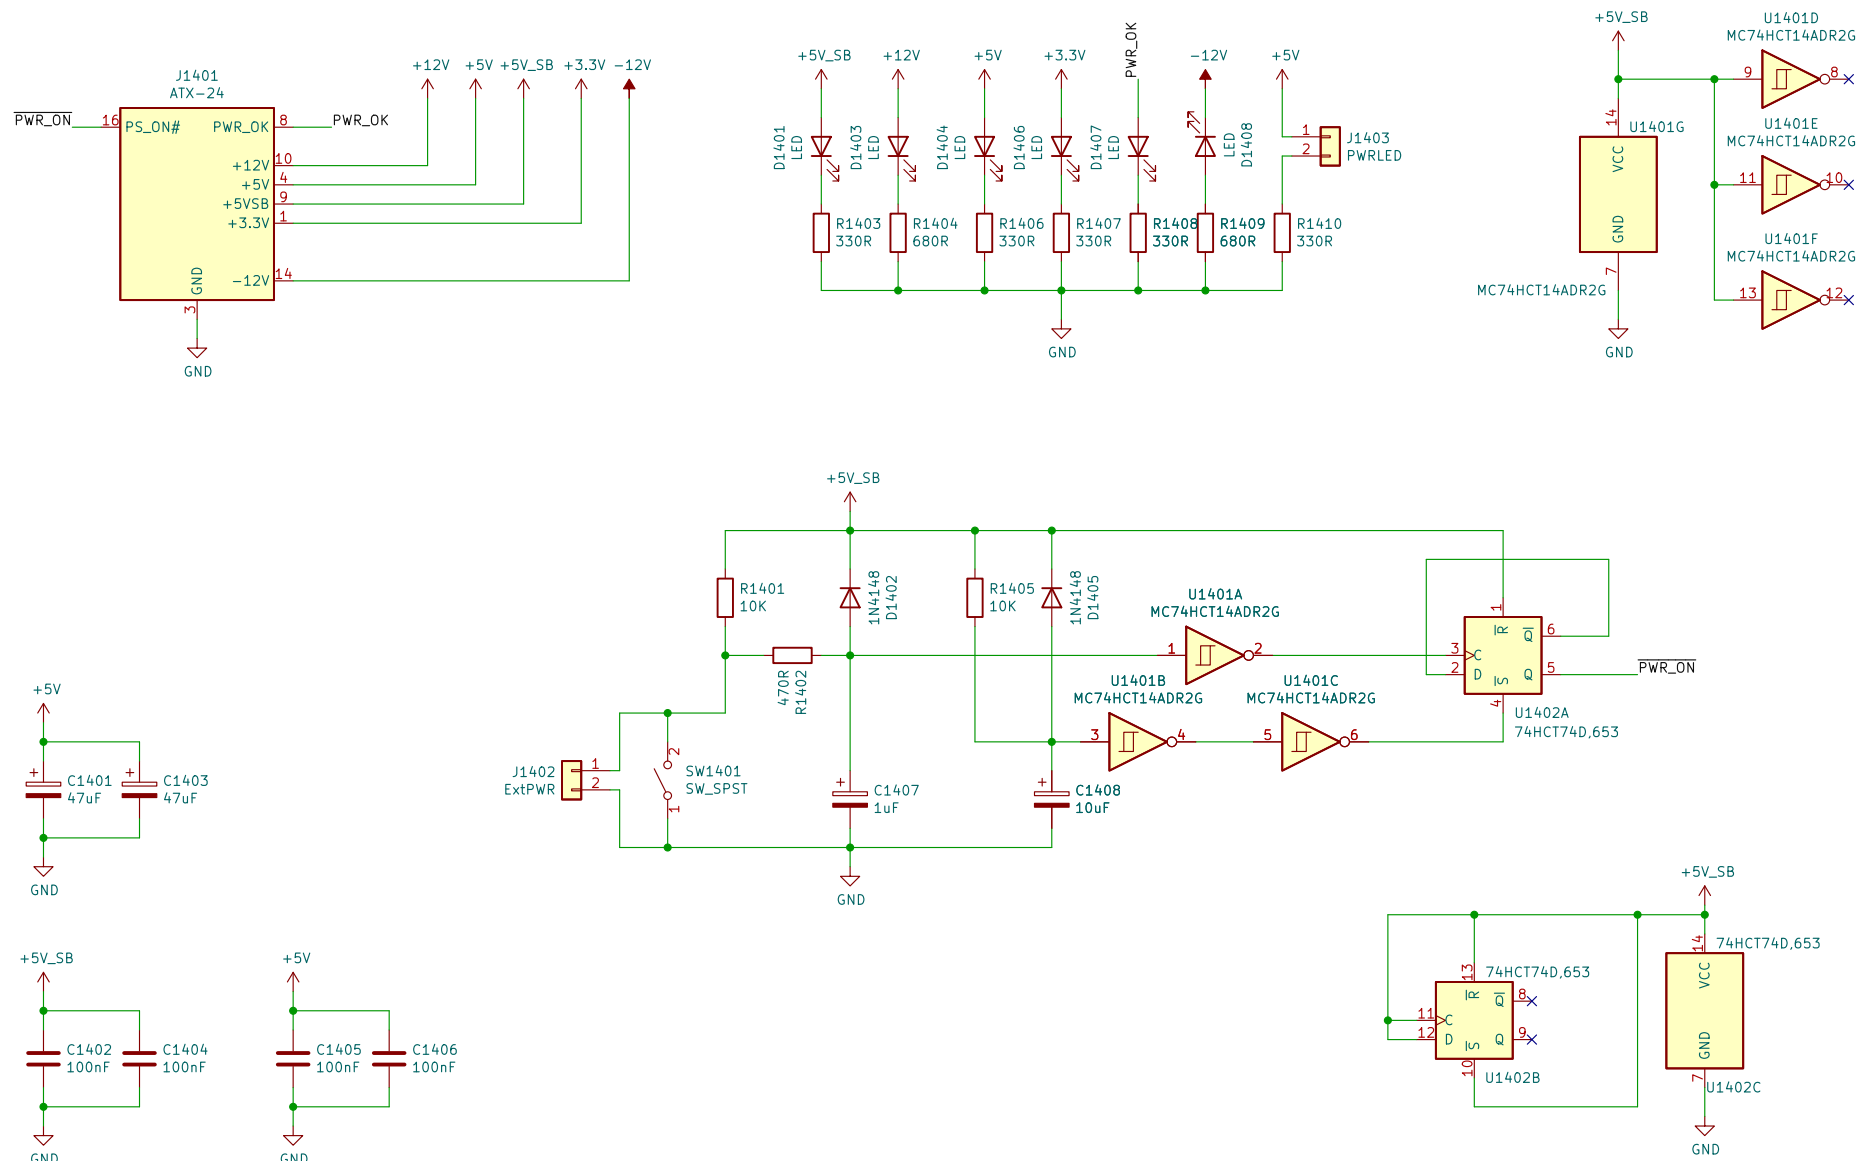 J1401
ATX-24
PWR_ON
16
PS_ON#
PWR_OK
8
PWR_OK
+12V
10
+5V
4
+5VSB
9
+3.3V
1
-12V
14
GND
3
GND
+12V
+5V
+5V_SB
+3.3V
-12V
+5V_SB
+12V
+5V
+3.3V
PWR_OK
-12V
+5V
D1401
LED
D1403
LED
D1404
LED
D1406
LED
D1407
LED
LED
D1408
1
2
J1403
PWRLED
R1403
330R
R1404
680R
R1406
330R
R1407
330R
R1408
330R
R1409
680R
R1410
330R
GND
+5V_SB
14
U1401G
VCC
GND
7
MC74HCT14ADR2G
GND
U1401D
MC74HCT14ADR2G
9
8
U1401E
MC74HCT14ADR2G
11
10
U1401F
MC74HCT14ADR2G
13
12
+5V_SB
R1401
10K
1N4148
D1402
R1405
10K
1N4148
D1405
470R
R1402
U1401A
MC74HCT14ADR2G
1
2
U1401B
MC74HCT14ADR2G
3
4
U1401C
MC74HCT14ADR2G
5
6
1
R
Q
6
3
C
2
D
Q
5
S
4
PWR_ON
U1402A
74HCT74D,653
J1402
ExtPWR
1
2
2
1
SW1401
SW_SPST
+
C1407
1uF
+
C1408
10uF
GND
+5V
+
C1401
47uF
+
C1403
47uF
GND
+5V_SB
C1402
100nF
C1404
100nF
GND
+5V
C1405
100nF
C1406
100nF
GND
+5V_SB
74HCT74D,653
14
VCC
GND
7
U1402C
GND
74HCT74D,653
13
R
Q
8
11
C
12
D
Q
9
S
10
U1402B